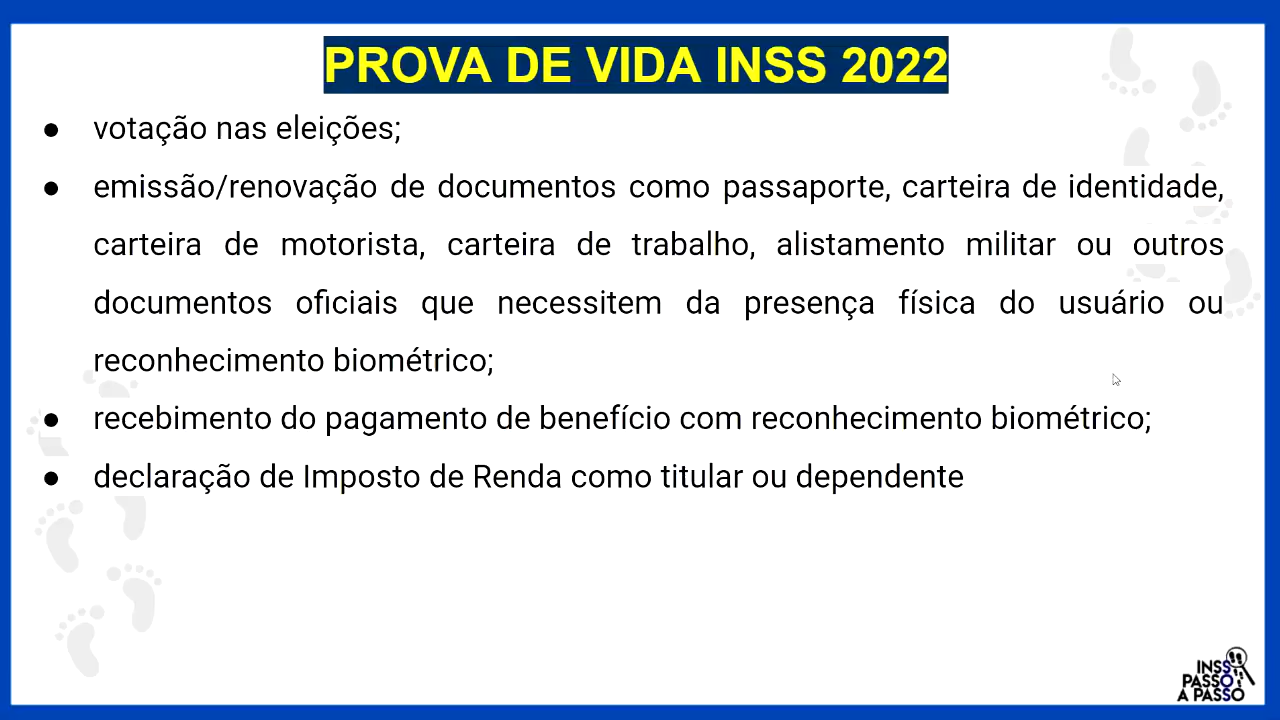 PROVA DE VIDA INSS 2022
● votação nas eleições;
● emissão/renovação de documentos como passaporte, carteira de identidade,
carteira de motorista, carteira de trabalho, alistamento militar ou outros
documentos oficiais que necessitem da presença física do usuário ou
reconhecimento biométrico;
● recebimento do pagamento de benefício com reconhecimento biométrico;
● declaração de Imposto de Renda como titular ou dependente
INSS
PASSO
A PASSO